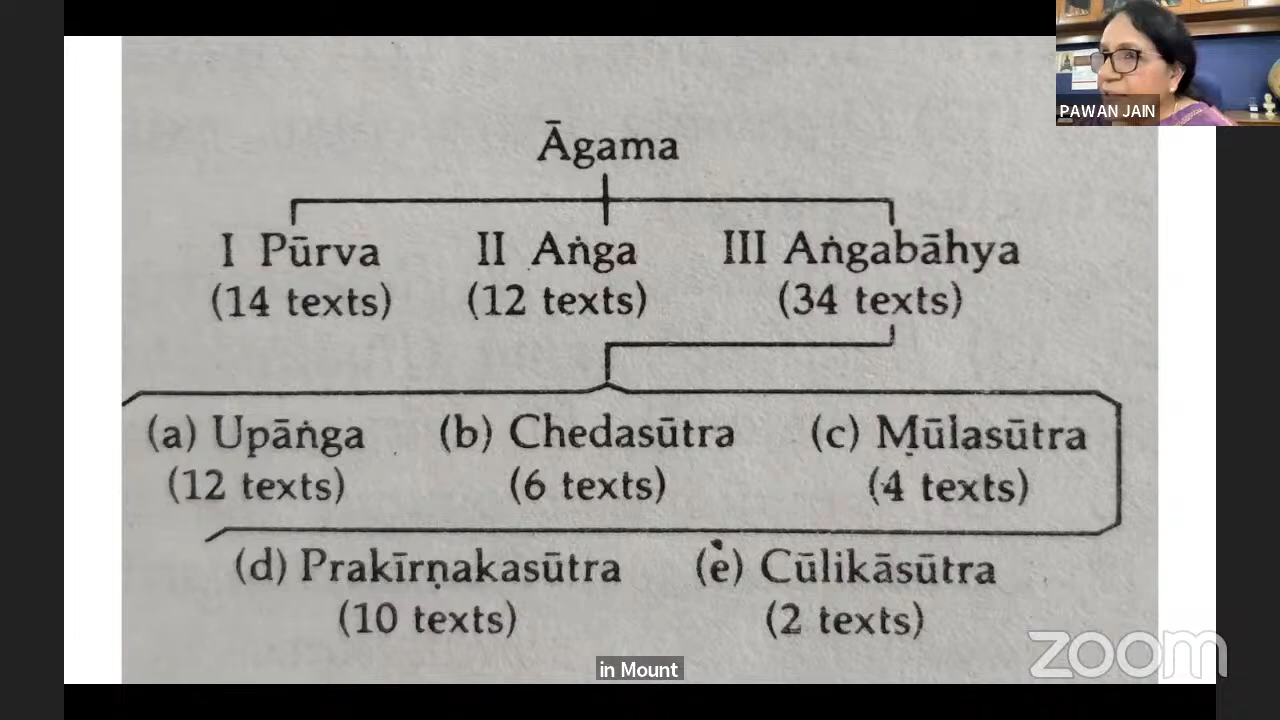 Āgama
I Pūrva II Aṅga III Aṅgabāhya
(14 texts) (12 texts) (34 texts)
(a) Upāṅga (b) Chedasūtra (c) Mūlasūtra
(12 texts) (6 texts) (4 texts)
(d) Prakīrṇakasūtra (e) Cūlikāsūtra
(10 texts) (2 texts)
PAWAN JAIN
in Mount
zoom